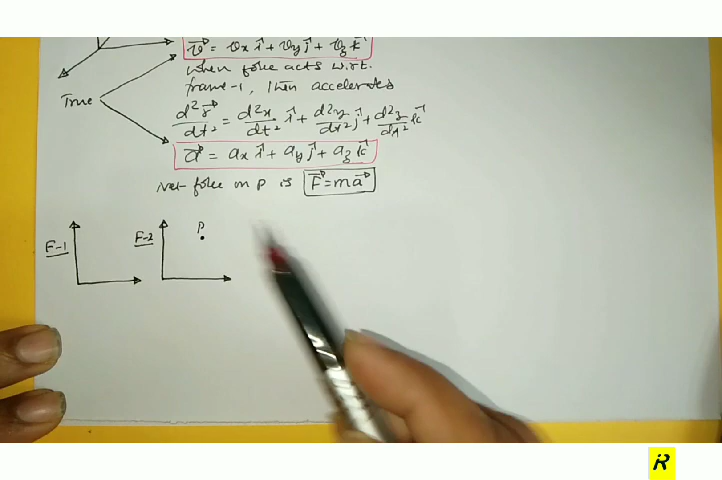 v⃗ = vx i⃗ + vy j⃗ + vz k⃗
when force acts w.r.t.
frame-1, then accelerates
True
d²r⃗/dt² = d²x/dt² i⃗ + d²y/dt² j⃗ + d²z/dt² k⃗
a⃗ = ax i⃗ + ay j⃗ + az k⃗
Net force on P is F⃗=ma⃗
F-1 F-2 P
R